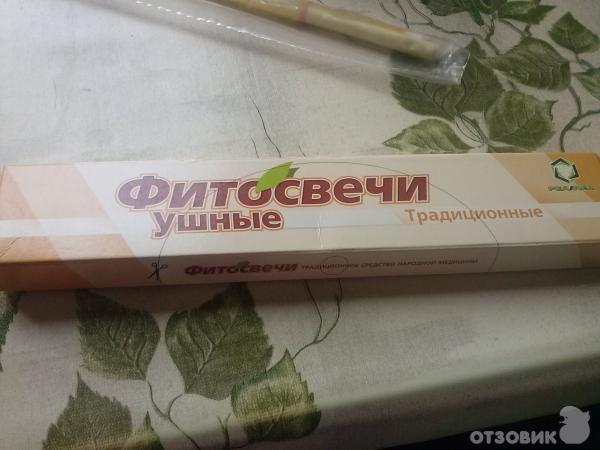 Фитосвечи
ушные
Традиционные
Фитосвечи ТРАДИЦИОННОЕ СРЕДСТВО НАРОДНОЙ МЕДИЦИНЫ
ОТЗОВИК